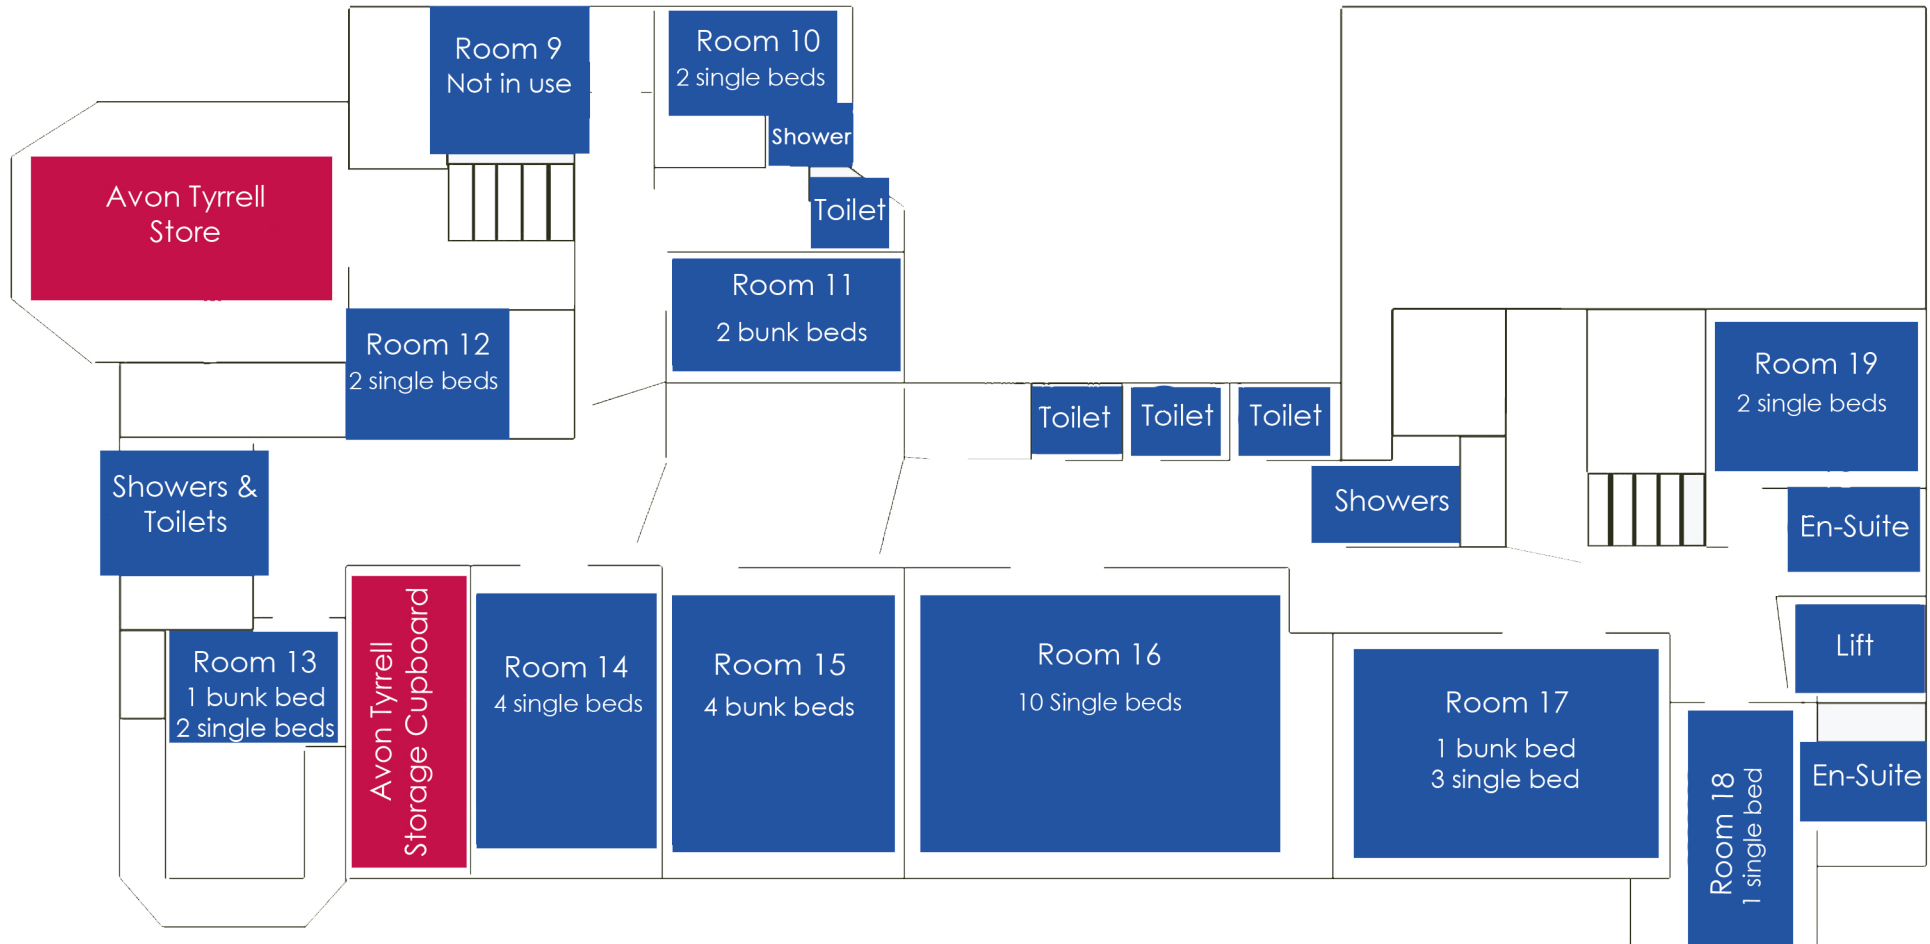 Room 9
Not in use
Room 10
2 single beds
Shower
Avon Tyrrell
Store
Toilet
Room 11
2 bunk beds
Room 12
2 single beds
Room 19
2 single beds
Toilet
Toilet
Toilet
Showers &
Toilets
Showers
En-Suite
Lift
Room 13
1 bunk bed
2 single beds
Avon Tyrrell
Storage Cupboard
Room 14
4 single beds
Room 15
4 bunk beds
Room 16
10 Single beds
Room 17
1 bunk bed
3 single bed
Room 18
1 single bed
En-Suite